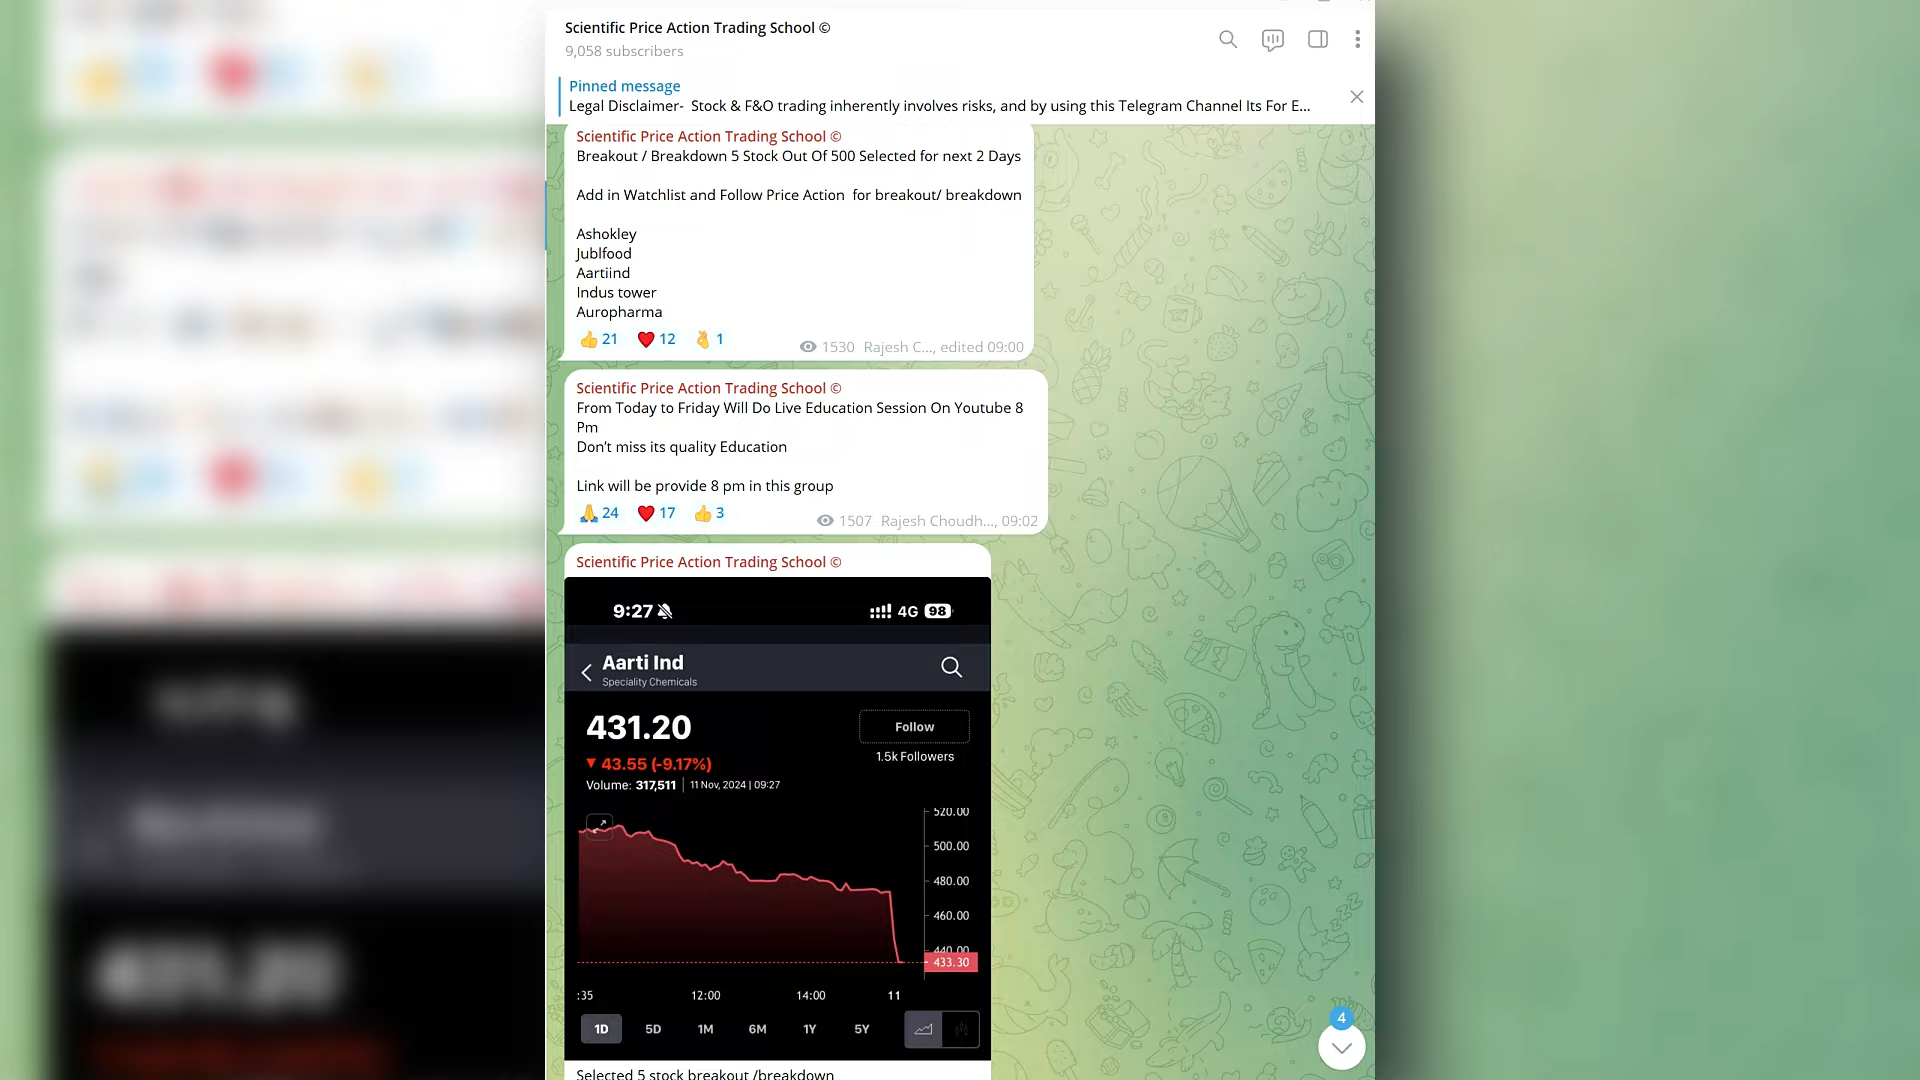 Scientific Price Action Trading School ©
9,058 subscribers
Pinned message
Legal Disclaimer- Stock & F&O trading inherently involves risks, and by using this Telegram Channel Its For E...
Scientific Price Action Trading School ©
Breakout / Breakdown 5 Stock Out Of 500 Selected for next 2 Days
Add in Watchlist and Follow Price Action for breakout/ breakdown
Ashokley
Jublfood
Aartiind
Indus tower
Auropharma
21 12 1
1530 Rajesh C..., edited 09:00
Scientific Price Action Trading School ©
From Today to Friday Will Do Live Education Session On Youtube 8
Pm
Don't miss its quality Education
Link will be provide 8 pm in this group
24 17 3
1507 Rajesh Choudh..., 09:02
Scientific Price Action Trading School ©
9:27 4G 98
Aarti Ind
Speciality Chemicals
431.20
Follow
▼ 43.55 (-9.17%)
1.5k Followers
Volume: 317,511 | 11 Nov, 2024 | 09:27
520.00
500.00
480.00
460.00
440.00
433.30
:35 12:00 14:00 11
1D 5D 1M 6M 1Y 5Y
4
Selected 5 stock breakout /breakdown